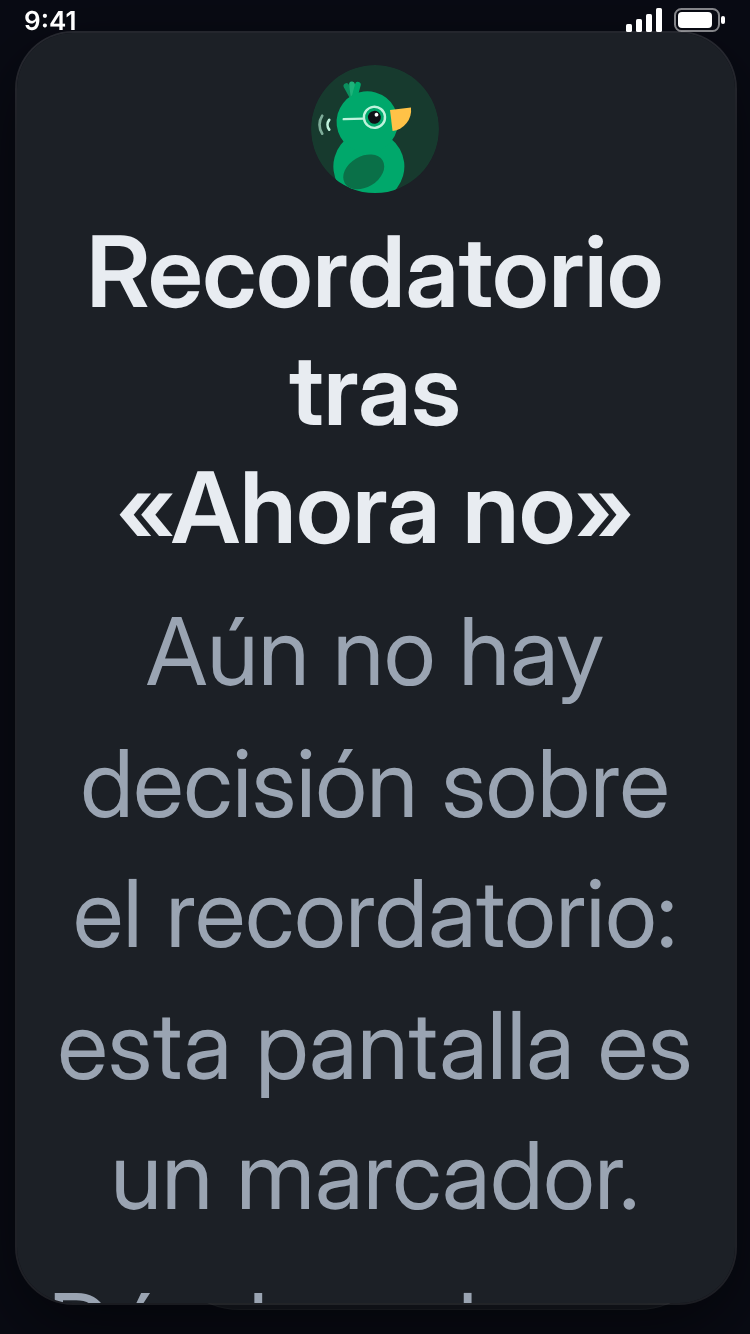 9:41
Recordatorio
tras
«Ahora no»
Aún no hay
decisión sobre
el recordatorio:
esta pantalla es
un marcador.